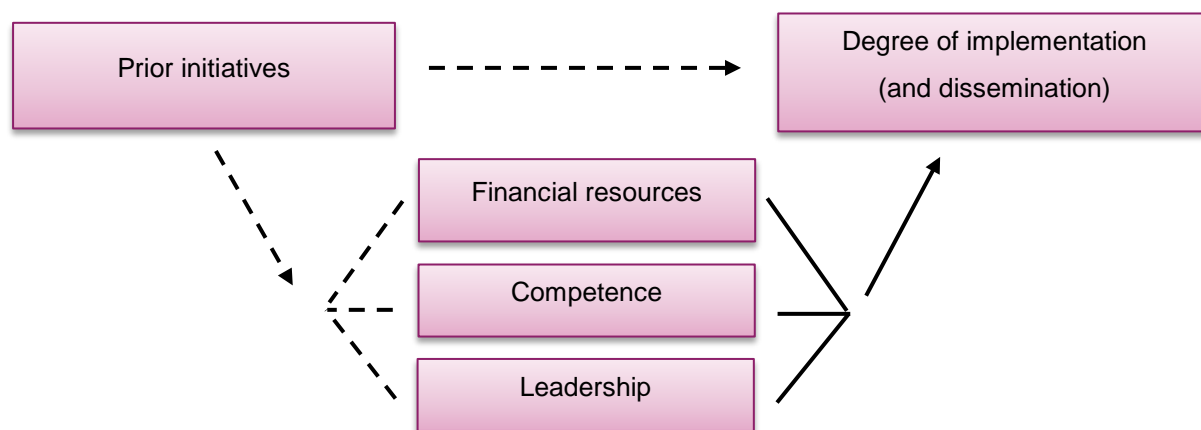 Prior initiatives
Degree of implementation
(and dissemination)
Financial resources
Competence
Leadership